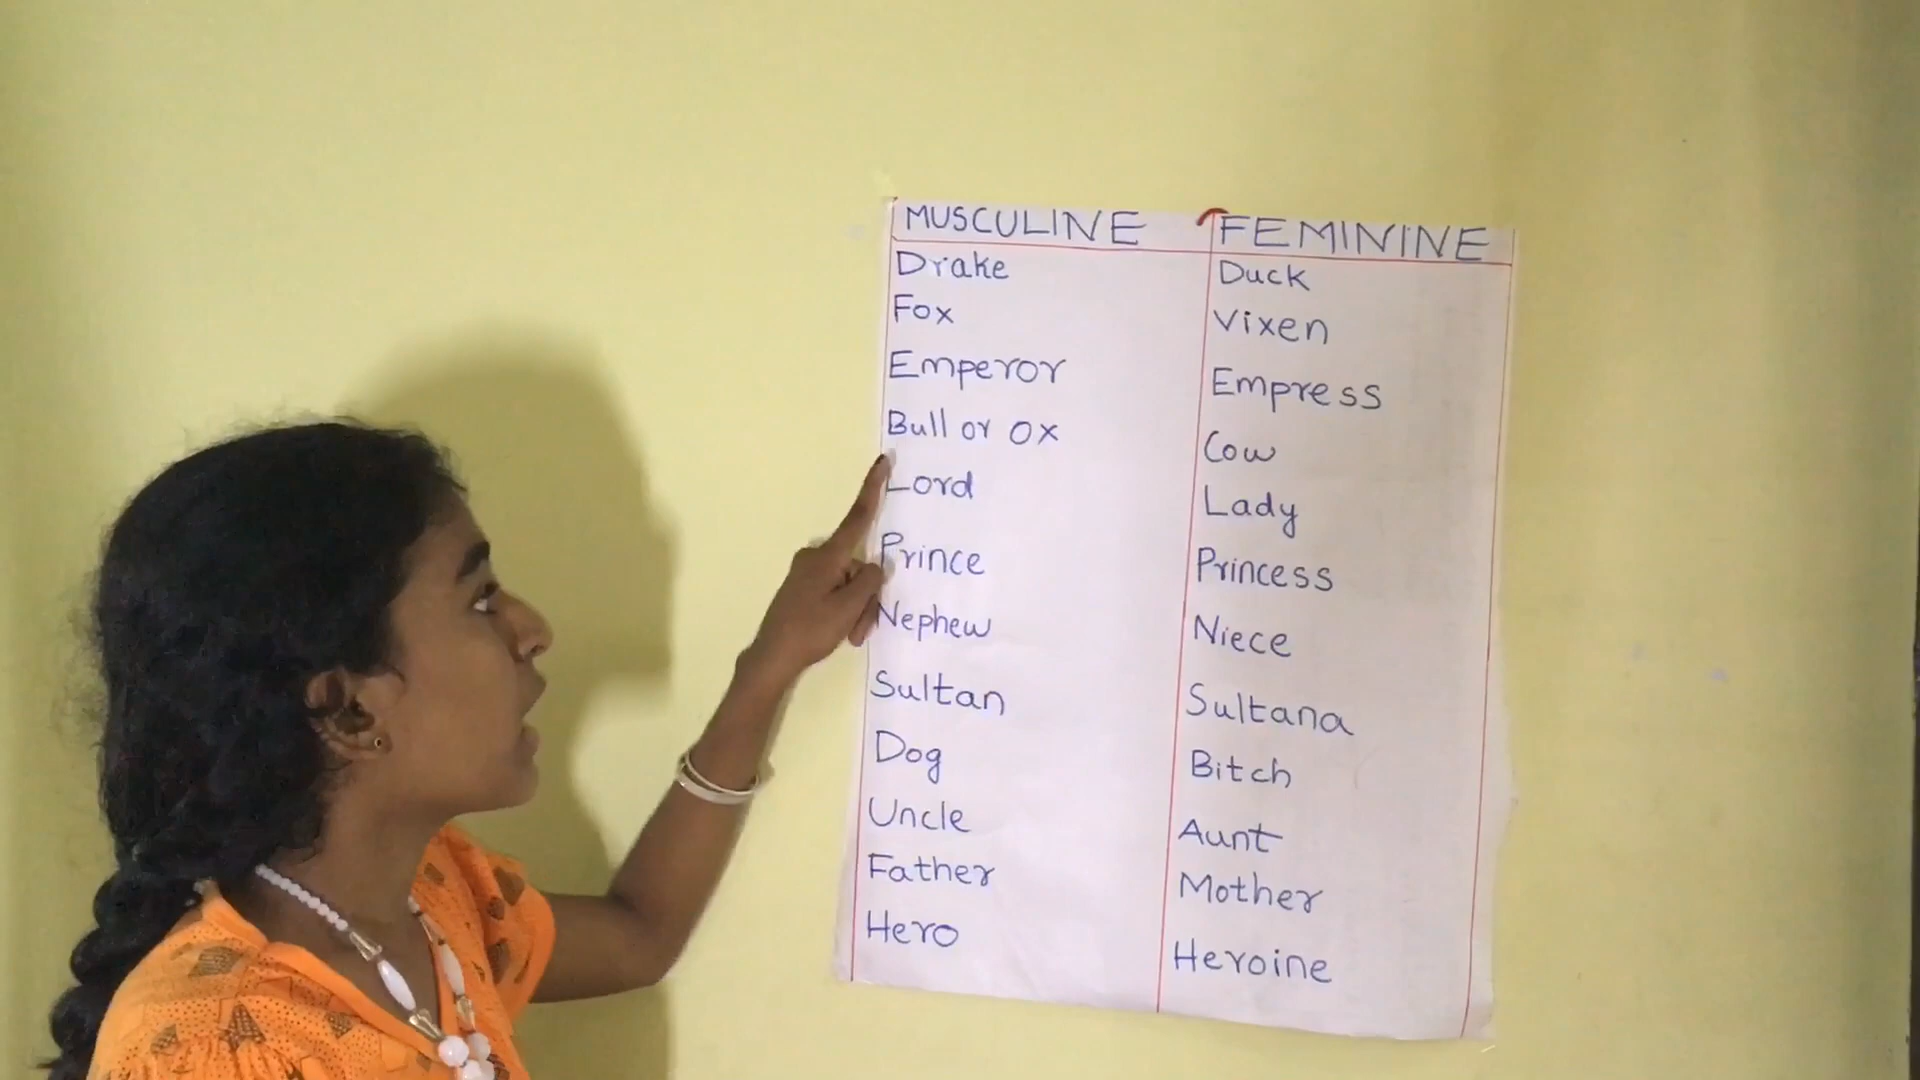 MUSCULINE FEMININE
Drake Duck
Fox Vixen
Emperor Empress
Bull or Ox Cow
Lord Lady
Prince Princess
Nephew Niece
Sultan Sultana
Dog Bitch
Uncle Aunt
Father Mother
Hero Heroine